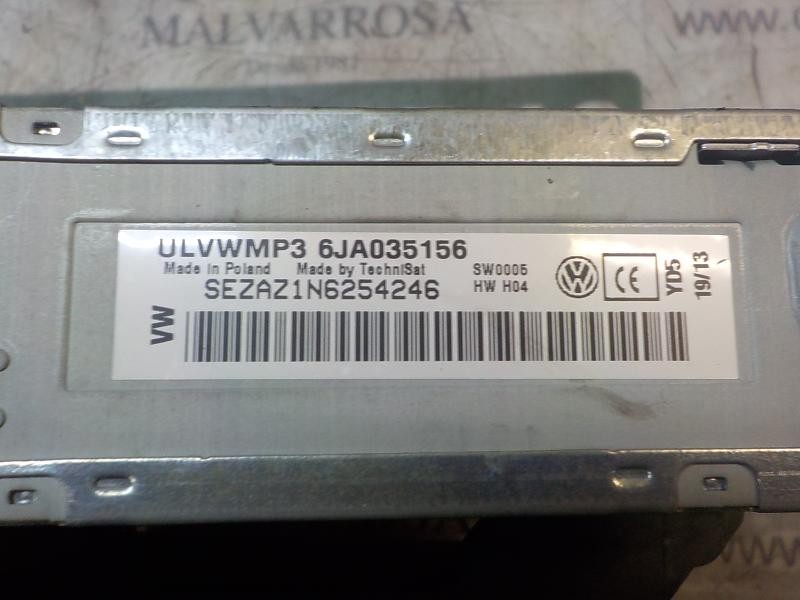 MALVARROSA
ULVWMP3 6JA035156
Made in Poland Made by TechniSat
SW0005
SEZAZ1N6254246
HW H04
VW
CE
YD5
19/13